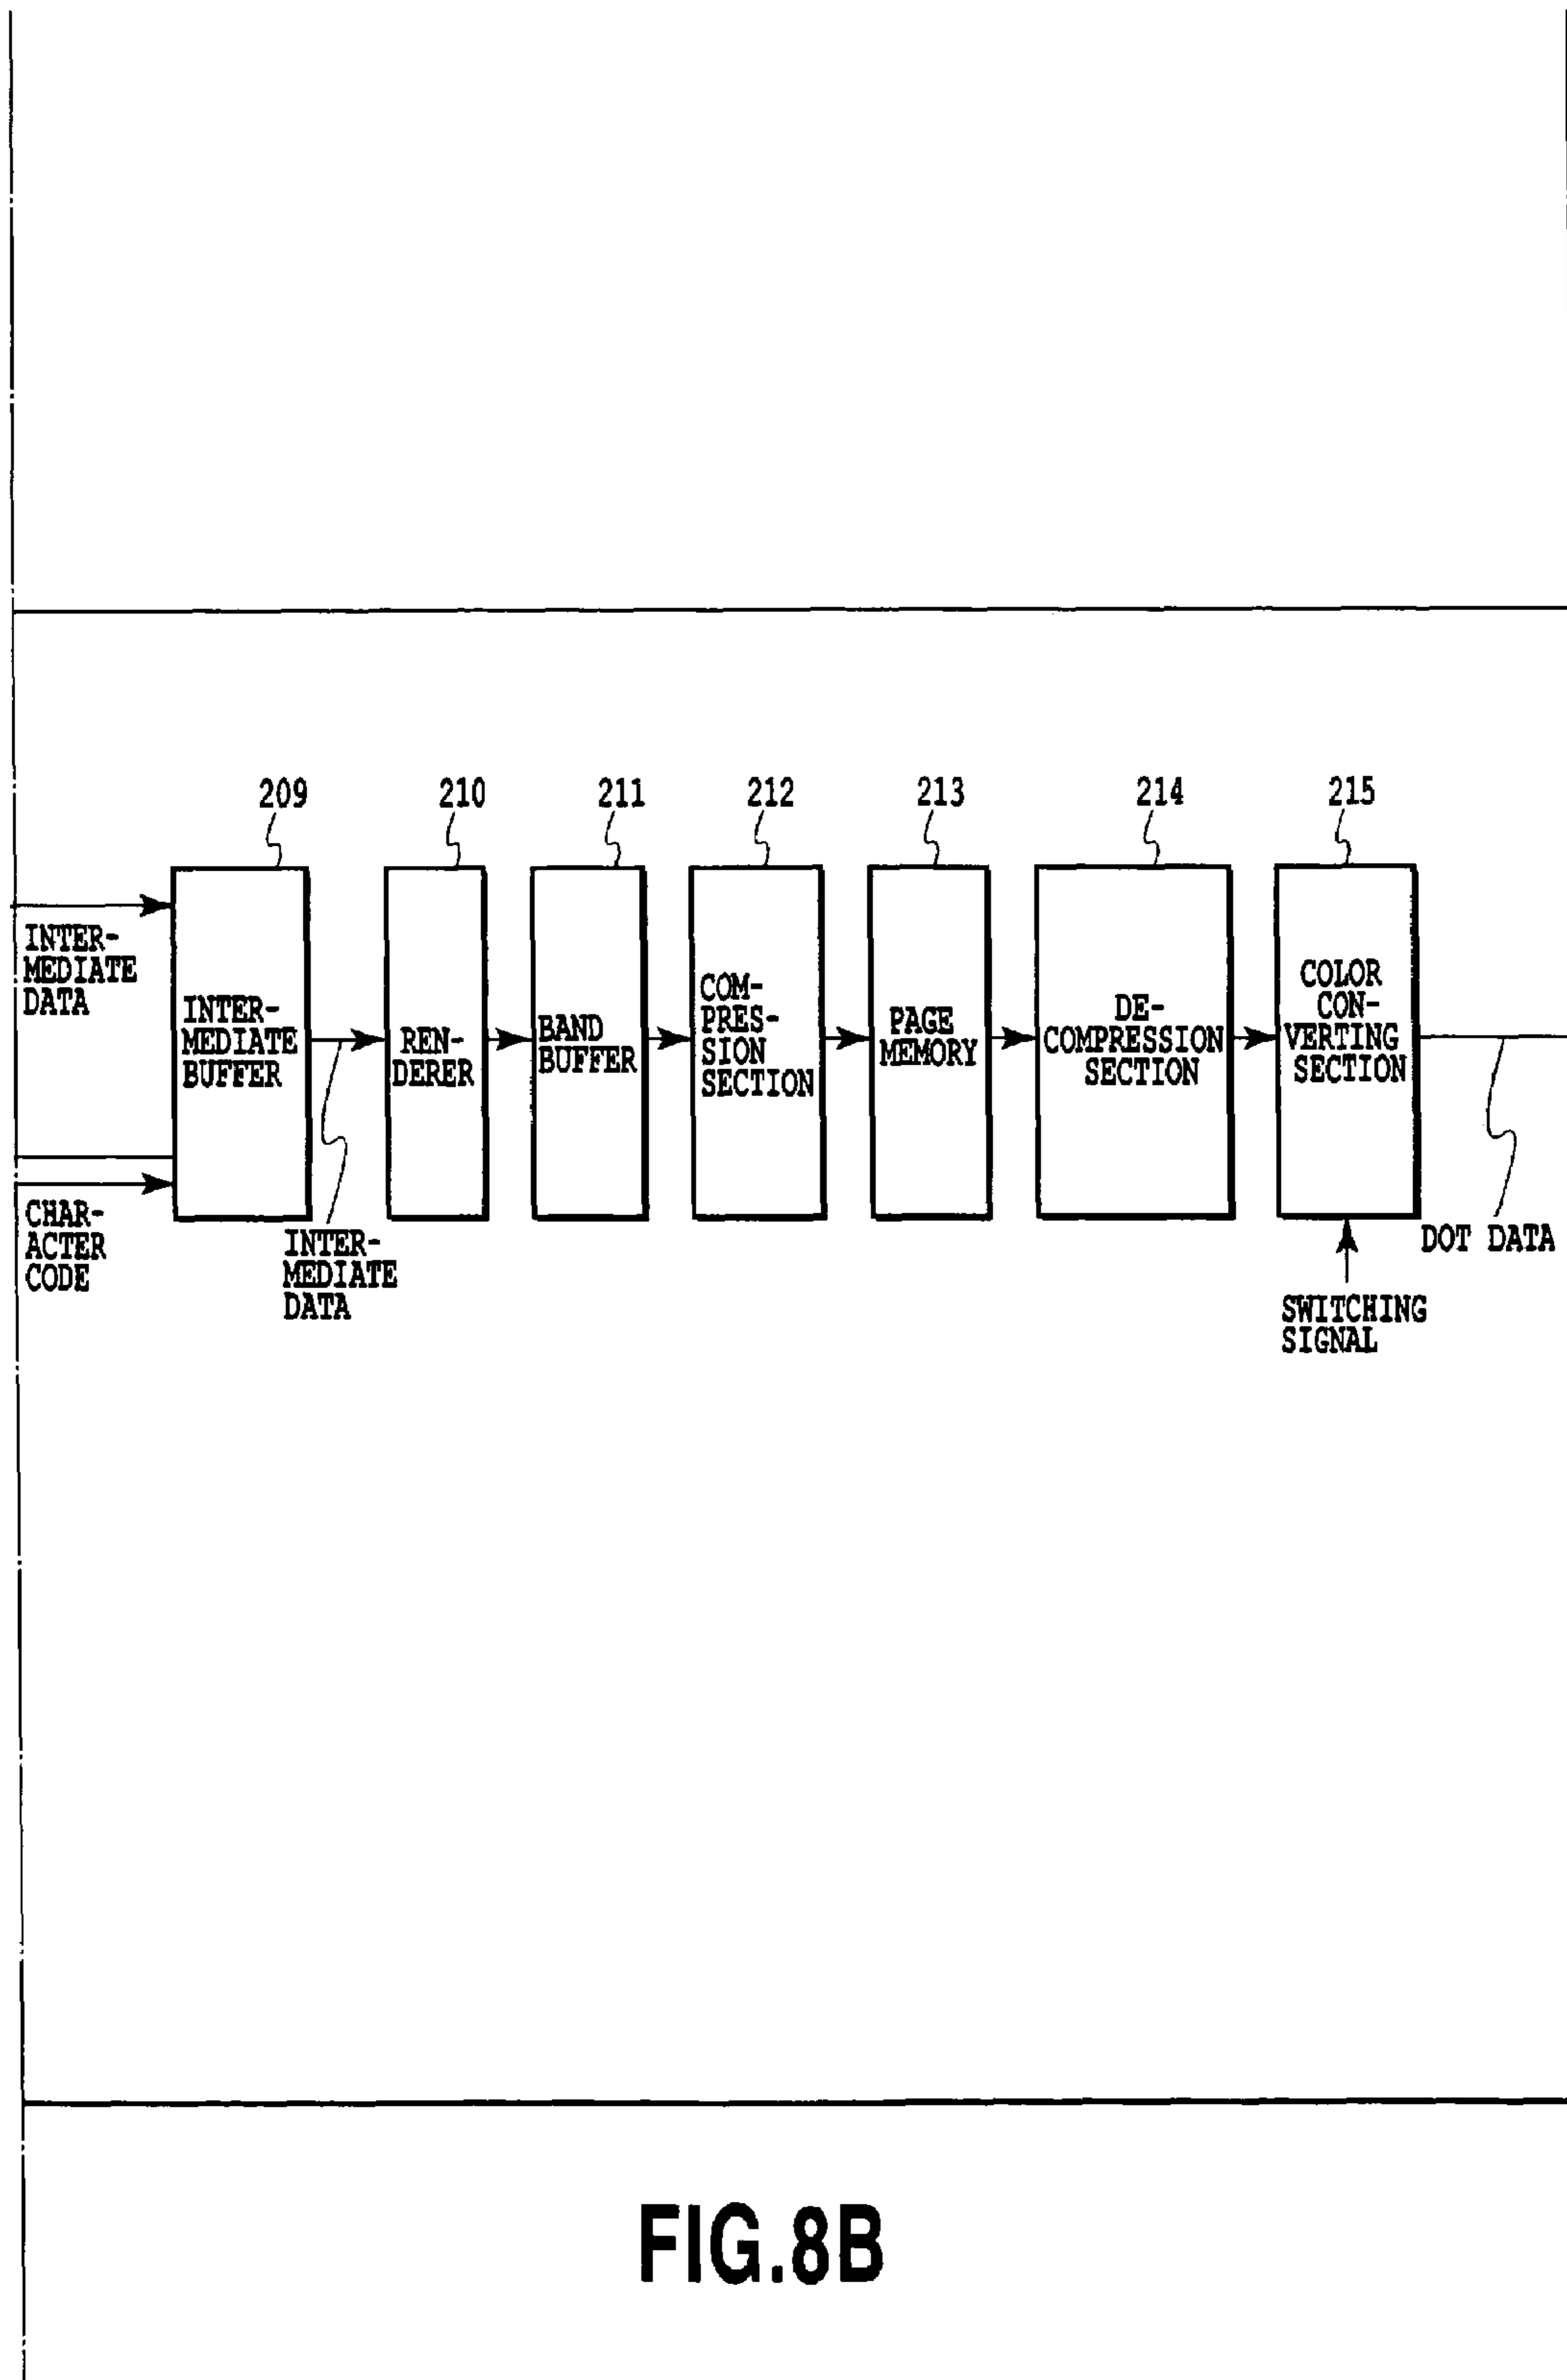 209
210
211
212
213
214
215
INTER-
MEDIATE
DATA
INTER-
MEDIATE
BUFFER
REN-
DERER
BAND
BUFFER
COM-
PRES-
SION
SECTION
PAGE
MEMORY
DE-
COMPRESSION
SECTION
COLOR
CON-
VERTING
SECTION
CHAR-
ACTER
CODE
INTER-
MEDIATE
DATA
DOT DATA
SWITCHING
SIGNAL
FIG.8B